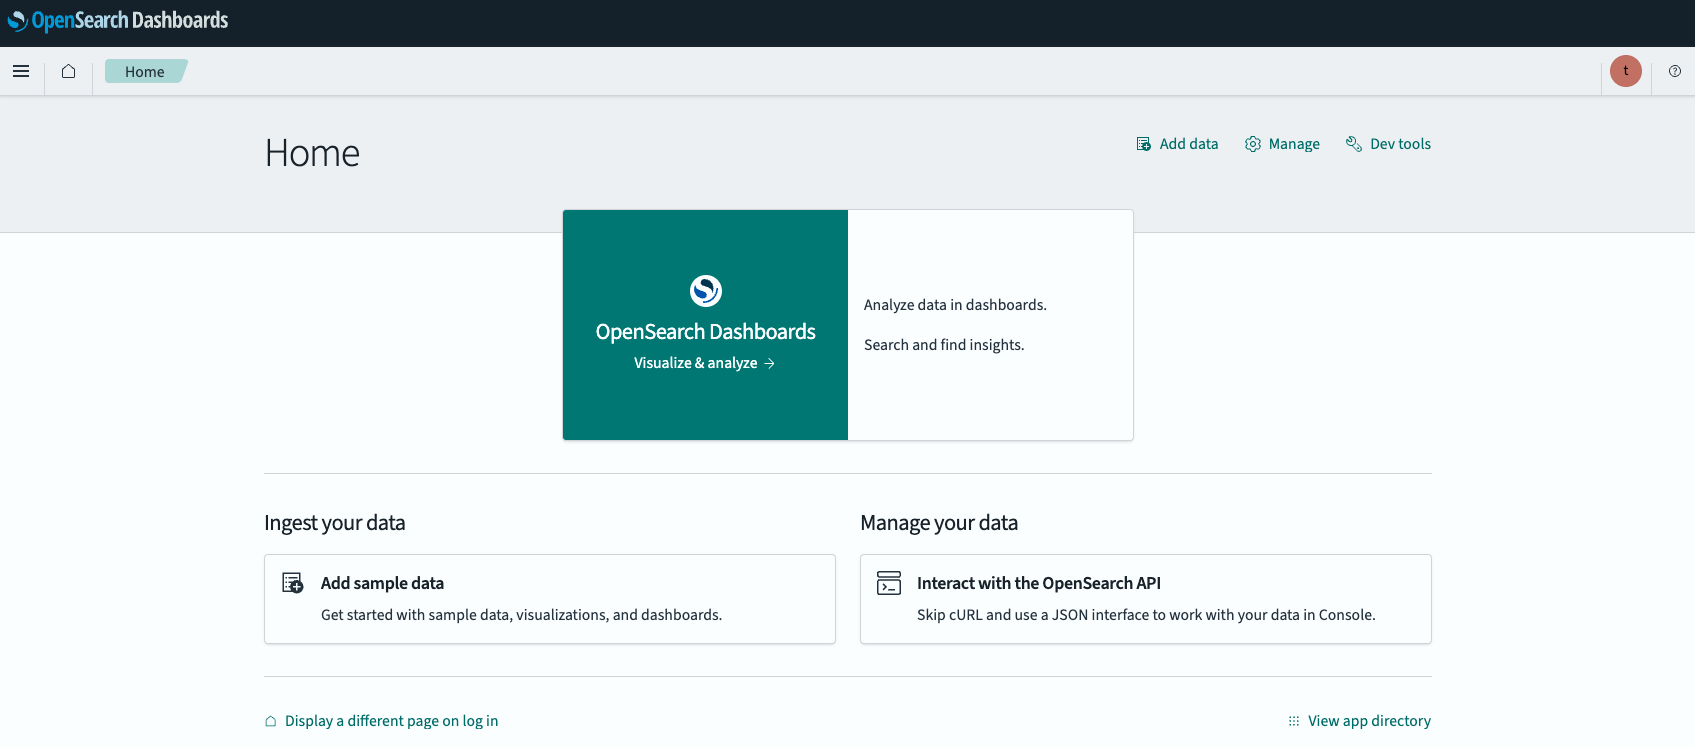 OpenSearch Dashboards
Home
t
Home
Add data
Manage
Dev tools
OpenSearch Dashboards
Visualize & analyze →
Analyze data in dashboards.
Search and find insights.
Ingest your data
Add sample data
Get started with sample data, visualizations, and dashboards.
Manage your data
Interact with the OpenSearch API
Skip cURL and use a JSON interface to work with your data in Console.
Display a different page on log in
View app directory